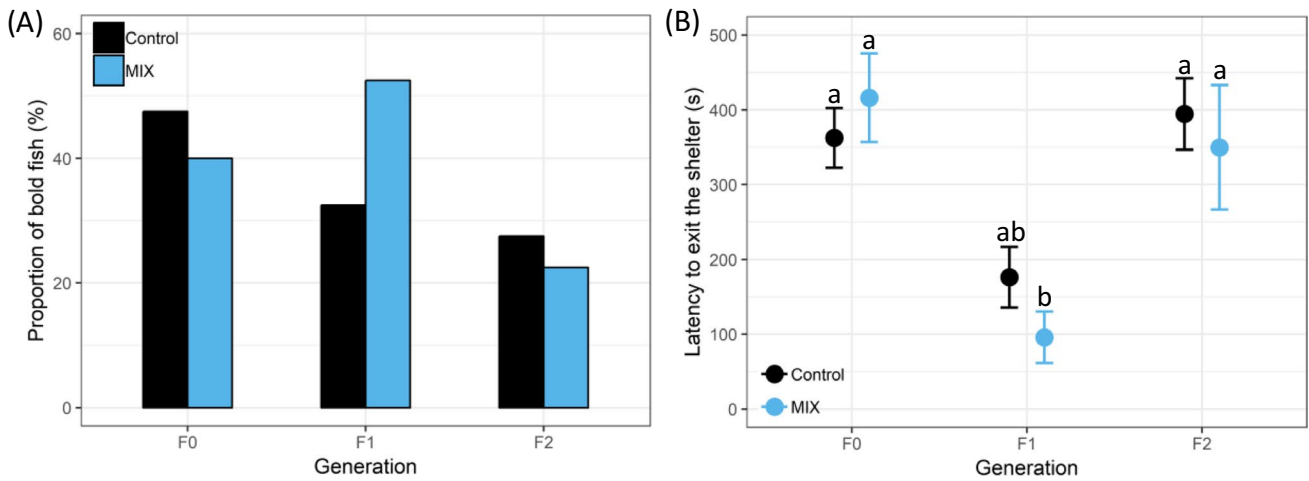 (A)
Proportion of bold fish (%)
60
40
20
0
Control
MIX
F0
F1
F2
Generation
(B)
Latency to exit the shelter (s)
500
400
300
200
100
0
a
a
ab
b
a
a
Control
MIX
F0
F1
F2
Generation